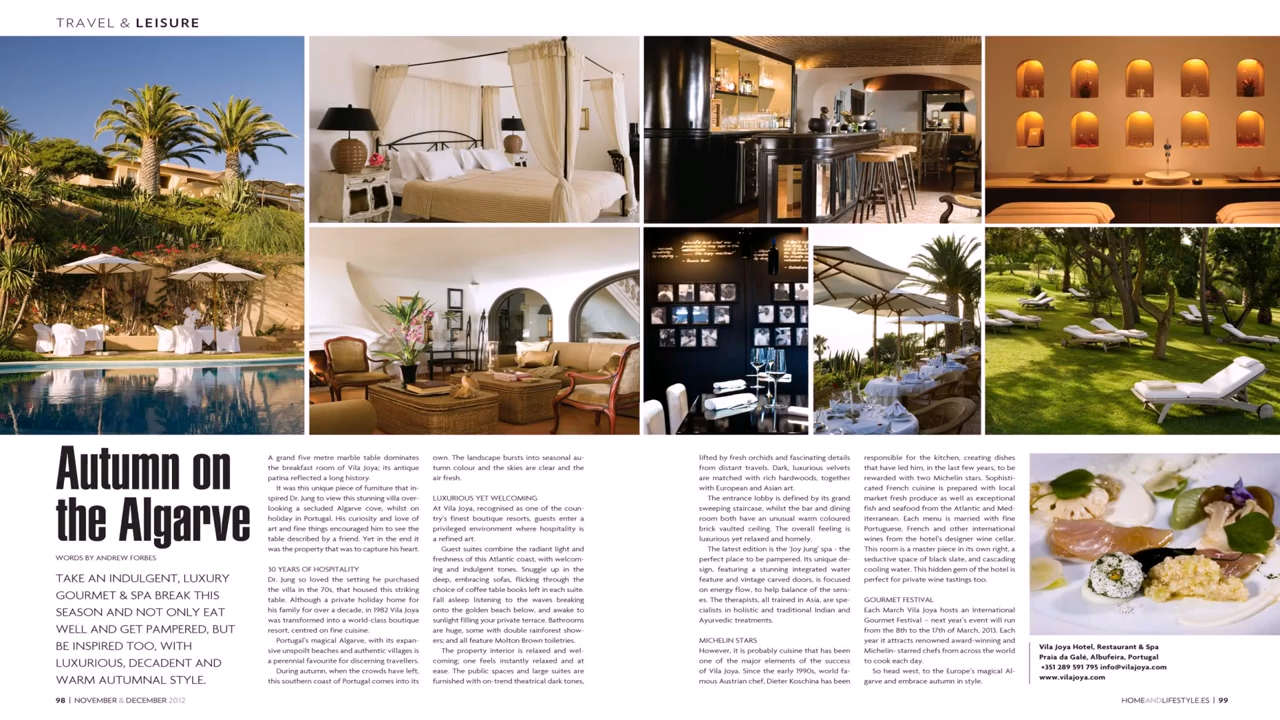 TRAVEL & LEISURE
Autumn on
the Algarve
WORDS BY ANDREW FORBES
TAKE AN INDULGENT, LUXURY
GOURMET & SPA BREAK THIS
SEASON AND NOT ONLY EAT
WELL AND GET PAMPERED, BUT
BE INSPIRED TOO, WITH
LUXURIOUS, DECADENT AND
WARM AUTUMNAL STYLE.
A grand five metre marble table dominates
the breakfast room of Vila Joya; its antique
patina reflected a long history.
It was this unique piece of furniture that in-
spired Dr. Jung to view this stunning villa over-
looking a secluded Algarve cove, whilst on
holiday in Portugal. His curiosity and love of
art and fine things encouraged him to see the
table described by a friend. Yet in the end it
was the property that was to capture his heart.
30 YEARS OF HOSPITALITY
Dr. Jung so loved the setting he purchased
the villa in the 70s, that housed this striking
table. Although a private holiday home for
his family for over a decade, in 1982 Vila Joya
was transformed into a world-class boutique
resort, centred on fine cuisine.
Portugal's magical Algarve, with its expan-
sive unspoilt beaches and authentic villages is
a perennial favourite for discerning travellers.
During autumn, when the crowds have left,
this southern coast of Portugal comes into its
own. The landscape bursts into seasonal au-
tumn colour and the skies are clear and the
air fresh.
LUXURIOUS YET WELCOMING
At Vila Joya, recognised as one of the coun-
try's finest boutique resorts, guests enter a
privileged environment where hospitality is
a refined art.
Guest suites combine the radiant light and
freshness of this Atlantic coast, with welcom-
ing and indulgent tones. Snuggle up in the
deep, embracing sofas, flicking through the
choice of coffee table books left in each suite.
Fall asleep listening to the waves breaking
onto the golden beach below, and awake to
sunlight filling your private terrace. Bathrooms
are huge, some with double rainforest show-
ers; and all feature Molton Brown toiletries.
The property interior is relaxed and wel-
coming; one feels instantly relaxed and at
ease. The public spaces and large suites are
furnished with on-trend theatrical dark tones,
lifted by fresh orchids and fascinating details
from distant travels. Dark, luxurious velvets
are matched with rich hardwoods, together
with European and Asian art.
The entrance lobby is defined by its grand
sweeping staircase, whilst the bar and dining
room both have an unusual warm coloured
brick vaulted ceiling. The overall feeling is
luxurious yet relaxed and homely.
The latest edition is the 'Joy Jung' spa - the
perfect place to be pampered. Its unique de-
sign, featuring a stunning integrated water
feature and vintage carved doors, is focused
on energy flow, to help balance of the sens-
es. The therapists, all trained in Asia, are spe-
cialists in holistic and traditional Indian and
Ayurvedic treatments.
MICHELIN STARS
However, it is probably cuisine that has been
one of the major elements of the success
of Vila Joya. Since the early 1990s, world fa-
mous Austrian chef, Dieter Koschina has been
responsible for the kitchen, creating dishes
that have led him, in the last few years, to be
rewarded with two Michelin stars. Sophisti-
cated French cuisine is prepared with local
market fresh produce as well as exceptional
fish and seafood from the Atlantic and Med-
iterranean. Each menu is married with fine
Portuguese, French and other international
wines from the hotel's designer wine cellar.
This room is a master piece in its own right, a
seductive space of black slate, and cascading
cooling water. This hidden gem of the hotel is
perfect for private wine tastings too.
GOURMET FESTIVAL
Each March Vila Joya hosts an International
Gourmet Festival – next year's event will run
from the 8th to the 17th of March, 2013. Each
year it attracts renowned award-winning and
Michelin- starred chefs from across the world
to cook each day.
So head west, to the Europe's magical Al-
garve and embrace autumn in style.
Vila Joya Hotel, Restaurant & Spa
Praia da Galé, Albufeira, Portugal
+351 289 591 795 info@vilajoya.com
www.vilajoya.com
98 | NOVEMBER & DECEMBER 2012
HOMEANDLIFESTYLE.ES | 99